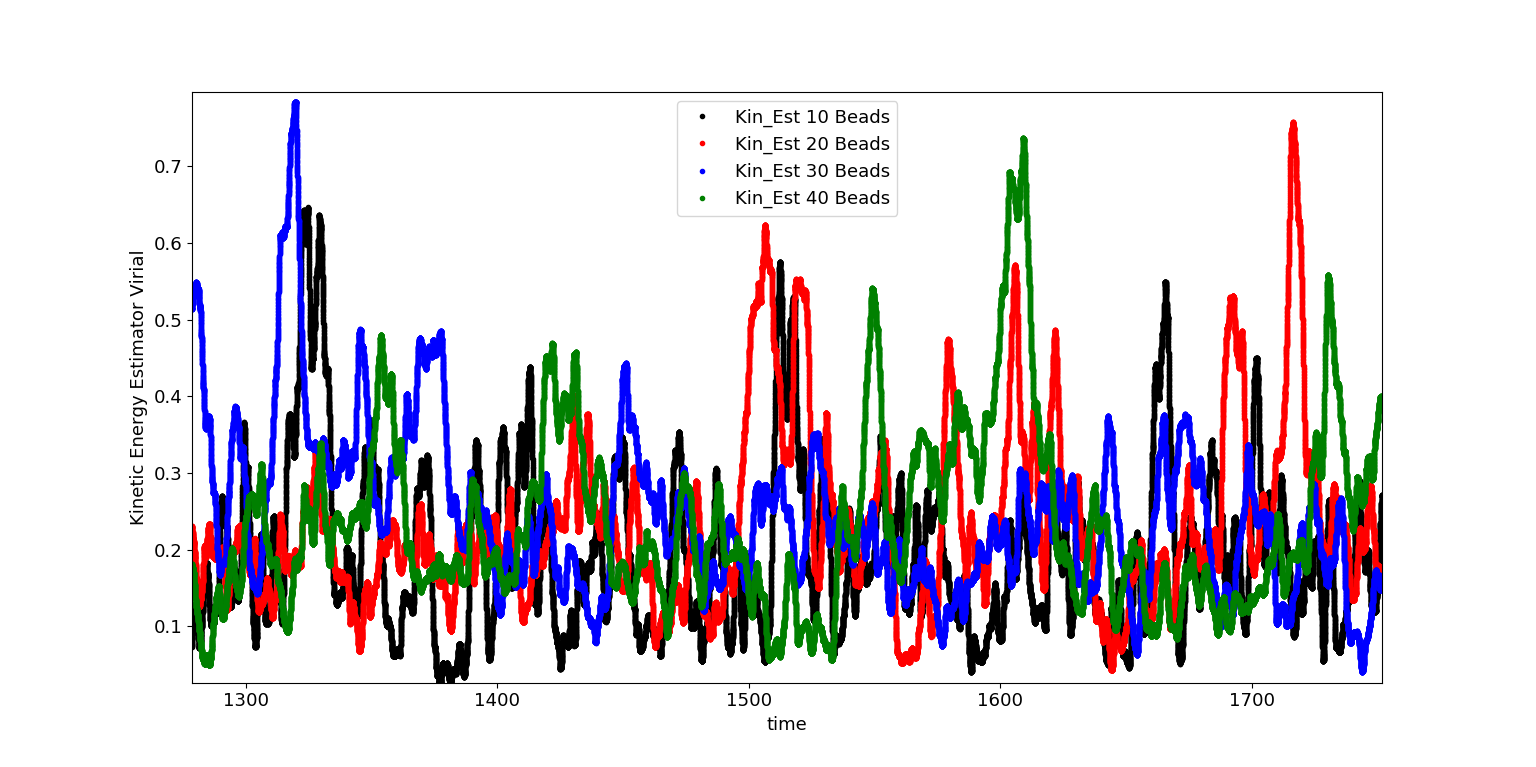 Kin_Est 10 Beads
Kin_Est 20 Beads
Kin_Est 30 Beads
Kin_Est 40 Beads
0.7
0.6
0.5
0.4
0.3
0.2
0.1
Kinetic Energy Estimator Virial
1300 1400 1500 1600 1700
time